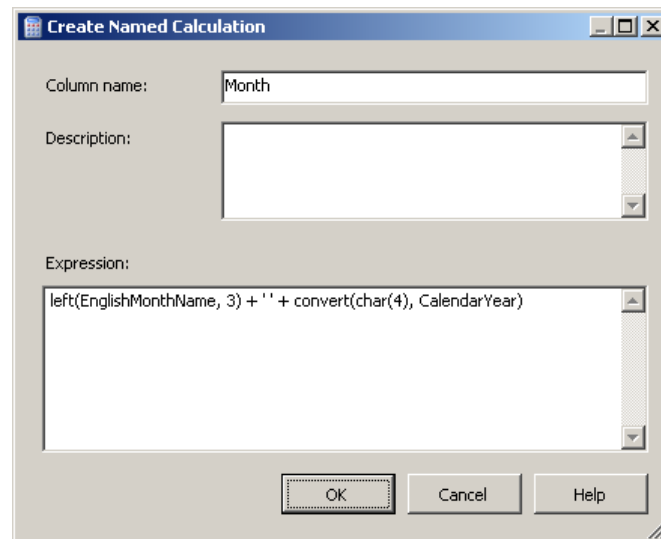 Create Named Calculation
Column name:
Month
Description:
Expression:
left(EnglishMonthName, 3) + ' ' + convert(char(4), CalendarYear)
OK
Cancel
Help